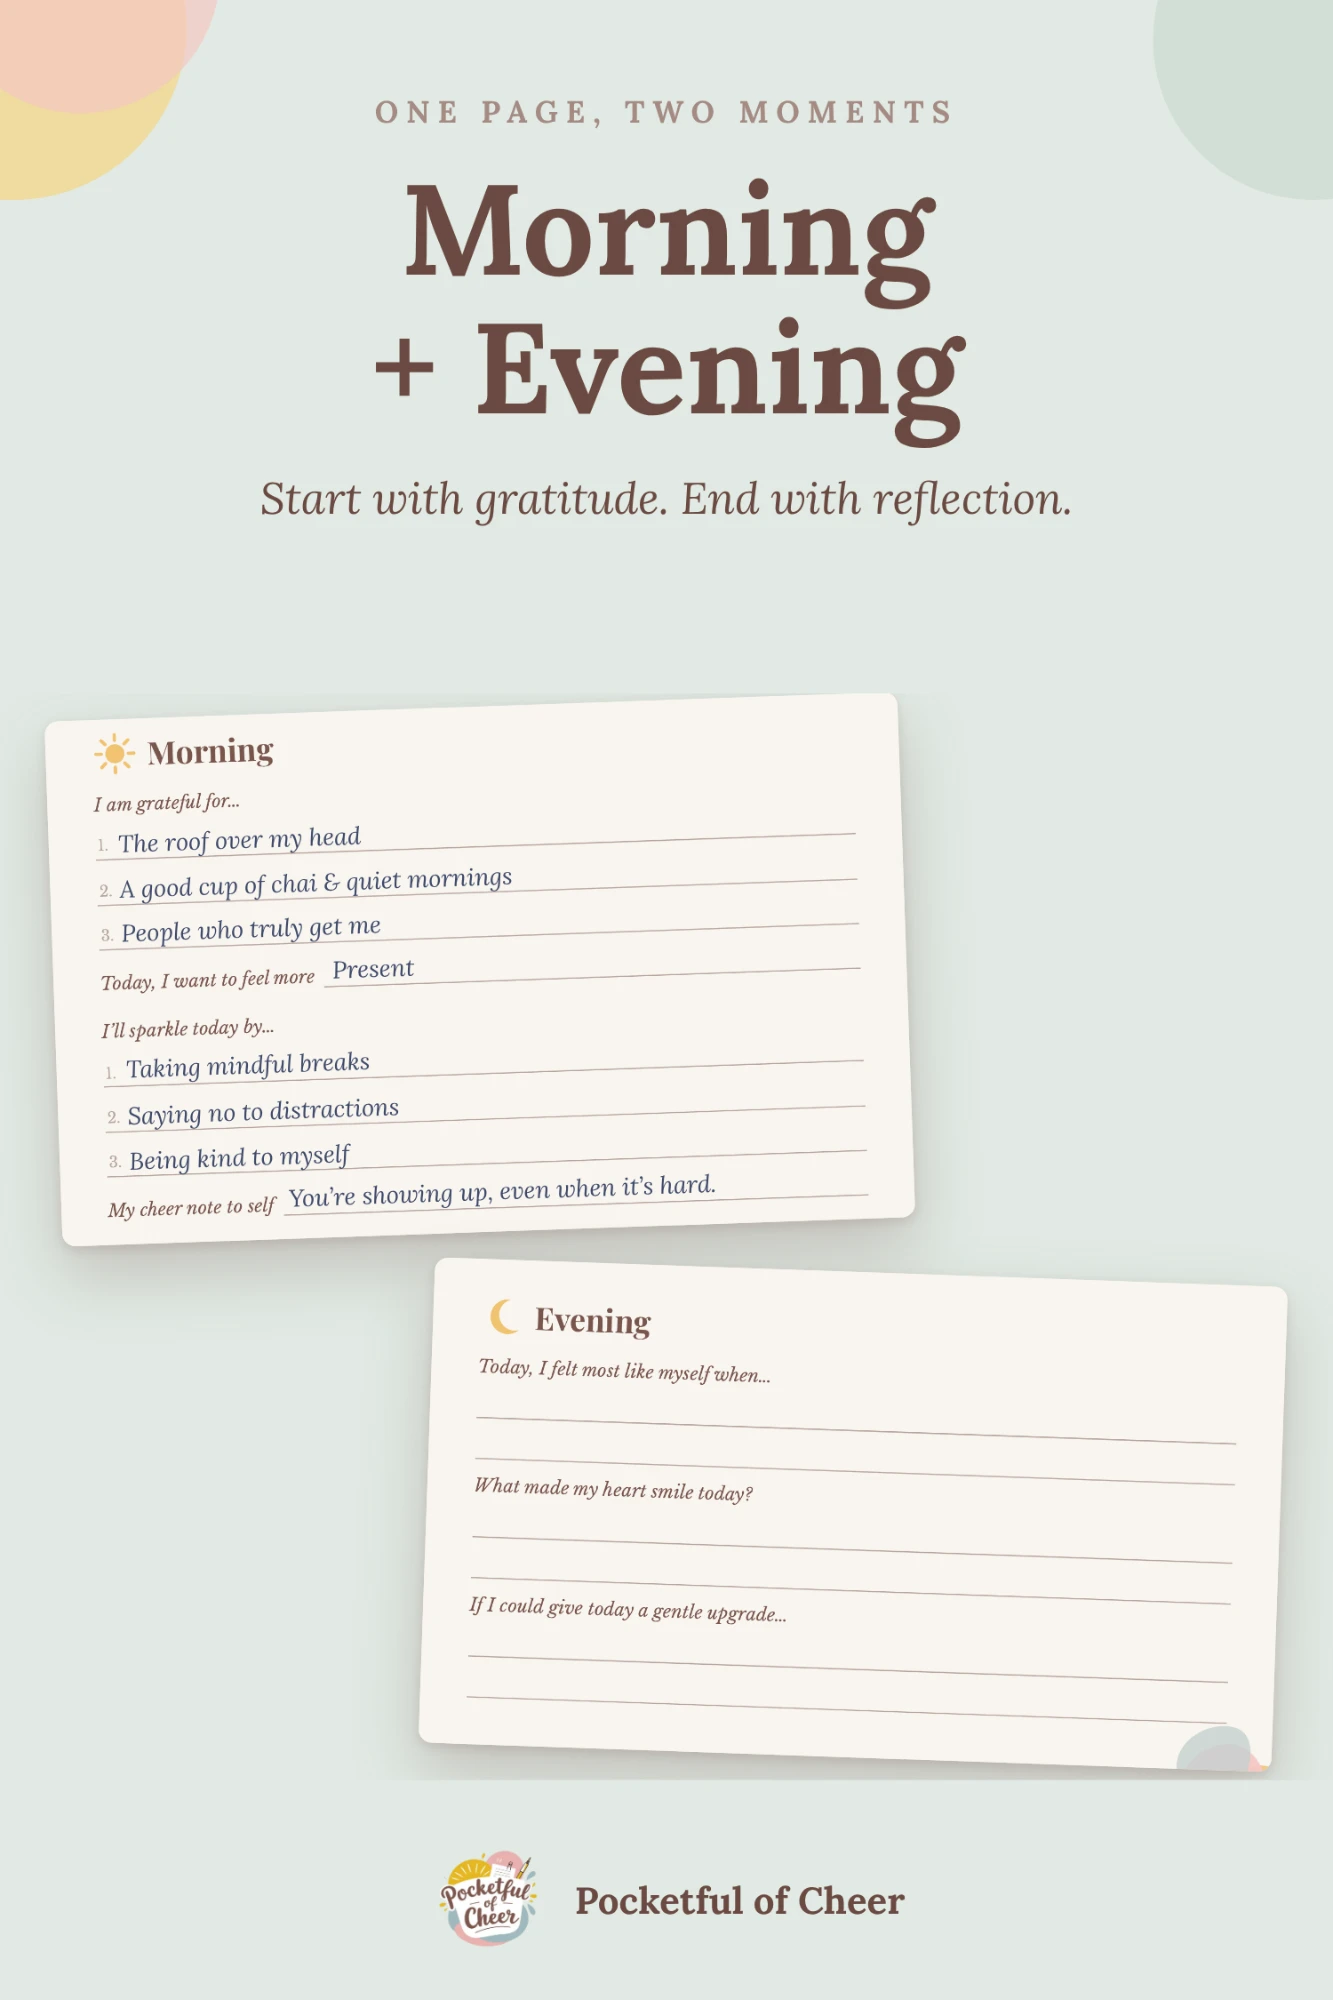 ONE PAGE, TWO MOMENTS
Morning
+ Evening
Start with gratitude. End with reflection.
Morning
I am grateful for...
1. The roof over my head
2. A good cup of chai & quiet mornings
3. People who truly get me
Today, I want to feel more Present
I'll sparkle today by...
1. Taking mindful breaks
2. Saying no to distractions
3. Being kind to myself
My cheer note to self You're showing up, even when it's hard.
Evening
Today, I felt most like myself when...
What made my heart smile today?
If I could give today a gentle upgrade...
Pocketful
of
Cheer
Pocketful of Cheer